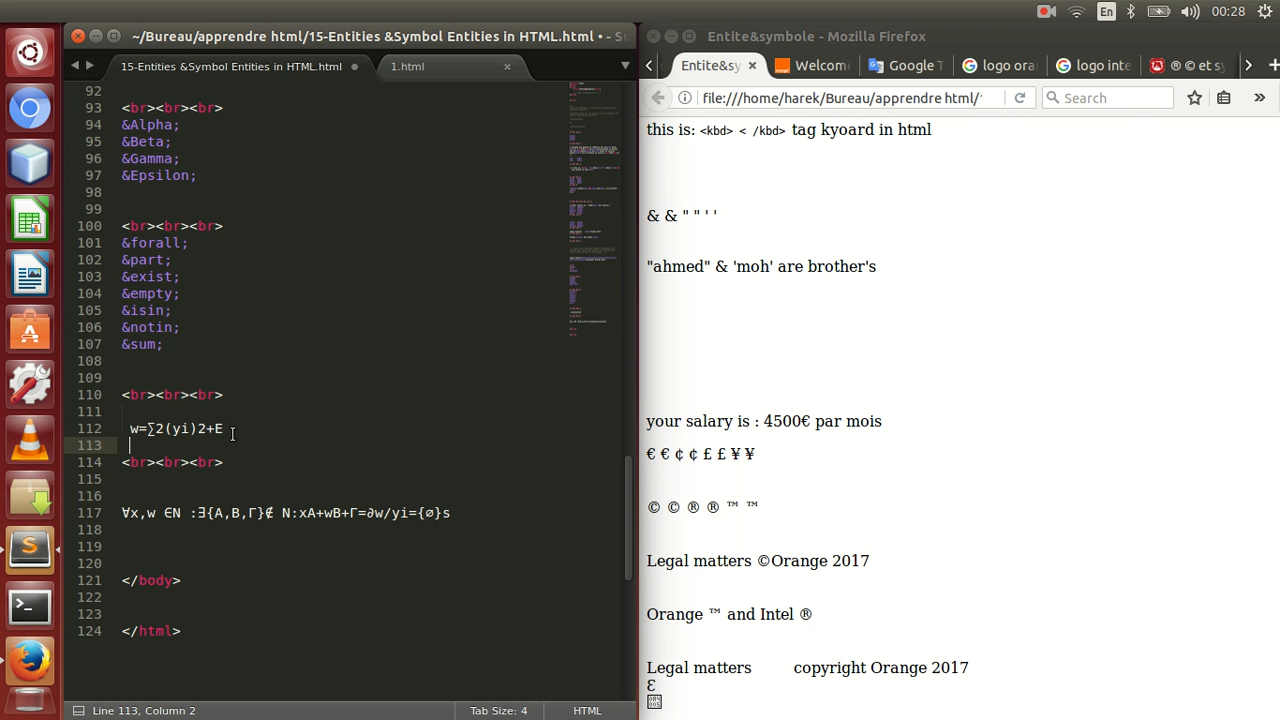 En
00:28
~/Bureau/apprendre html/15-Entities &Symbol Entities in HTML.html • - Su
15-Entities &Symbol Entities in HTML.html
1.html
92
93 <br><br><br>
94 &Alpha;
95 &Beta;
96 &Gamma;
97 &Epsilon;
98
99
100 <br><br><br>
101 &forall;
102 &part;
103 &exist;
104 &empty;
105 &isin;
106 &notin;
107 &sum;
108
109
110 <br><br><br>
111
112 w=∑2(yi)2+E
113
114 <br><br><br>
115
116
117 ∀x,w ∈N :∃{A,B,Γ}∉ N:xA+wB+Γ=∂w/yi={∅}s
118
119
120
121 </body>
122
123
124 </html>
Line 113, Column 2
Tab Size: 4
HTML
Entite&symbole - Mozilla Firefox
Entite&sy
Welcome
Google T
logo ora
logo inte
® © et sy
file:///home/harek/Bureau/apprendre html/
Search
this is: <kbd> < /kbd> tag kyoard in html
& & " " ' '
"ahmed" & 'moh' are brother's
your salary is : 4500€ par mois
€ € ¢ ¢ £ £ ¥ ¥
© © ® ® ™ ™
Legal matters ©Orange 2017
Orange ™ and Intel ®
Legal matters copyright Orange 2017
ع